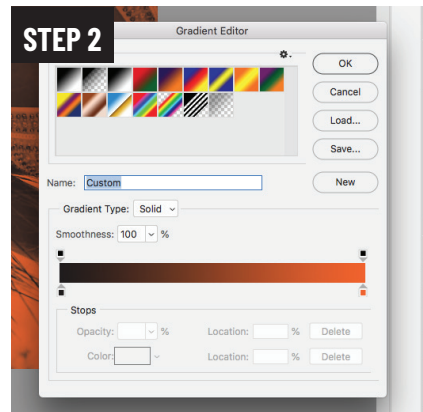 STEP 2
Gradient Editor
OK
Cancel
Load...
Save...
Name: Custom
New
Gradient Type: Solid
Smoothness: 100 %
Stops
Opacity: % Location: % Delete
Color: Location: % Delete